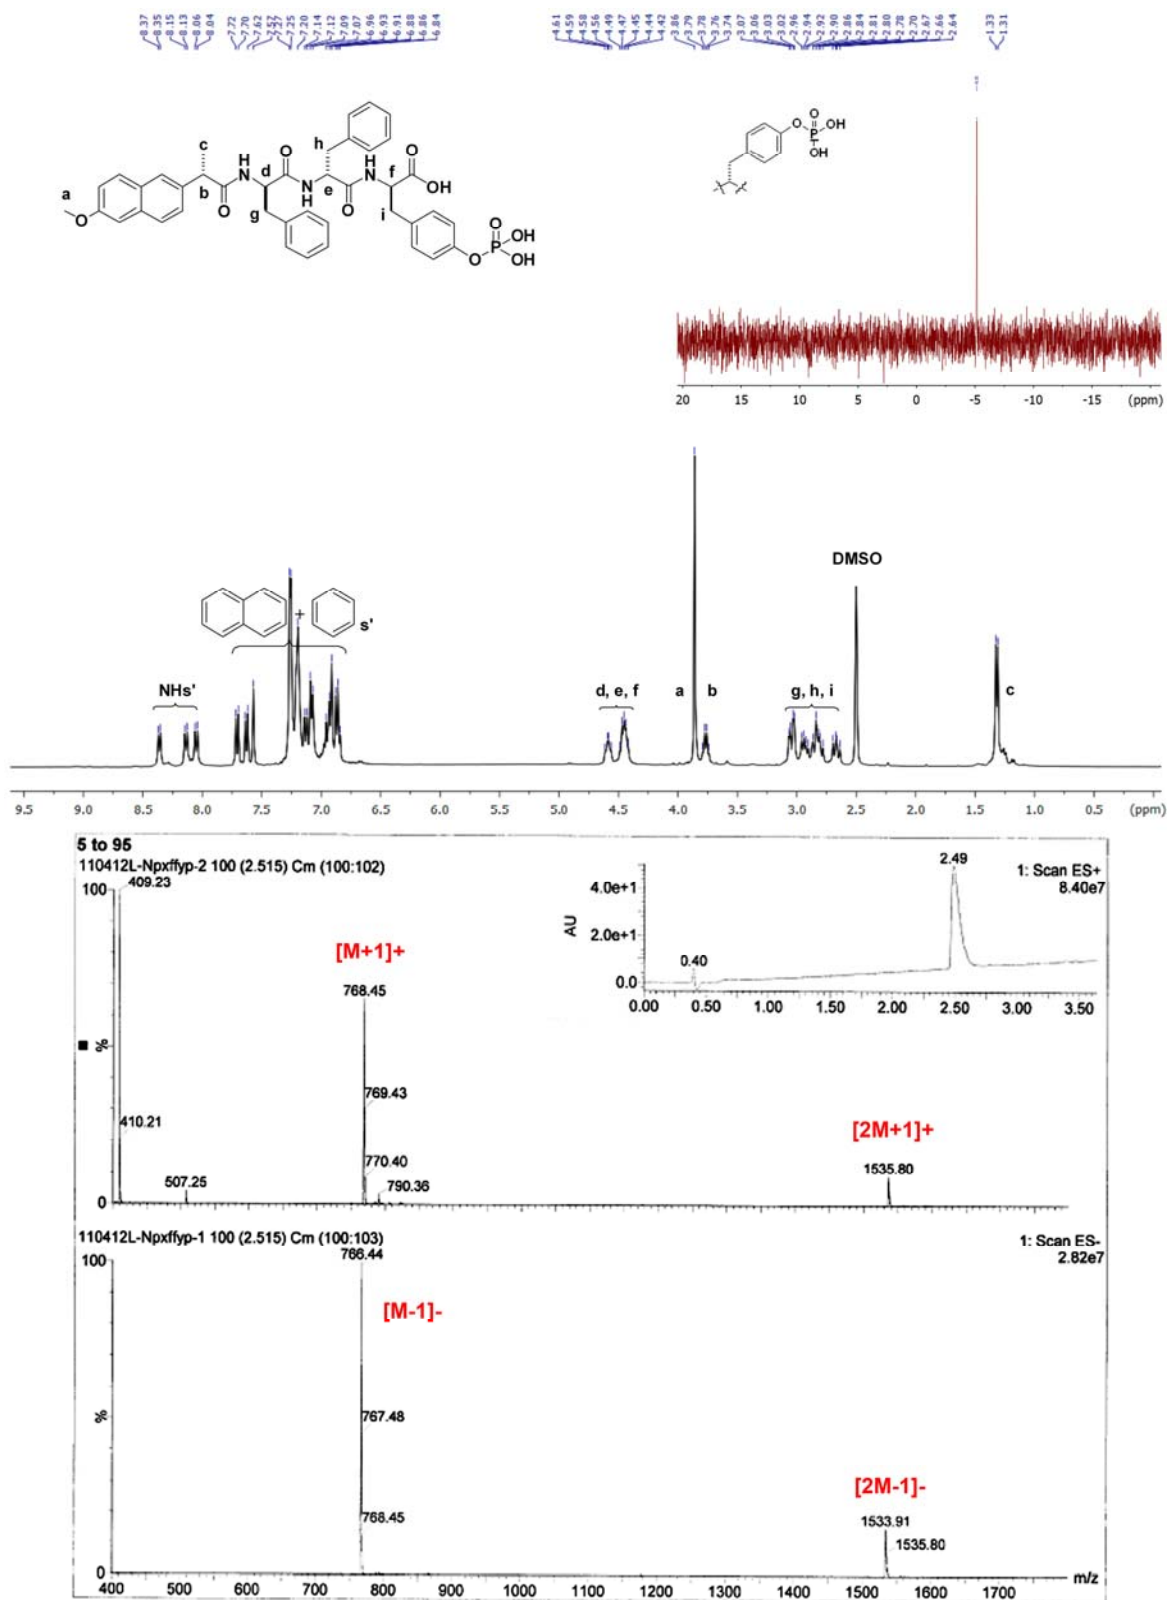 8.37 8.35 8.15 8.13 8.06 8.04 7.72 7.70 7.62 7.57 7.27 7.25 7.20 7.14 7.12 7.09 7.07 6.96 6.93 6.91 6.88 6.86 6.84
4.61 4.59 4.58 4.56 4.49 4.47 4.45 4.44 4.42 3.86 3.79 3.78 3.76 3.74 3.07 3.06 3.03 3.02 2.96 2.94 2.92 2.90 2.86 2.84 2.81 2.80 2.78 2.70 2.67 2.66 2.64
1.33 1.31
c h
H N d O H N f O OH
a b O N H e O
O g i
O P OH OH O
O O P OH OH
20 15 10 5 0 -5 -10 -15 (ppm)
DMSO
+ s'
NHs' d, e, f a b g, h, i c
9.5 9.0 8.5 8.0 7.5 7.0 6.5 6.0 5.5 5.0 4.5 4.0 3.5 3.0 2.5 2.0 1.5 1.0 0.5 (ppm)
5 to 95
110412L-Npxffyp-2 100 (2.515) Cm (100:102)
1: Scan ES+
8.40e7
100
409.23
[M+1]+
768.45
769.43
%
410.21
770.40
507.25
790.36
0
[2M+1]+
1535.80
AU
4.0e+1
2.0e+1
0.0
0.40
2.49
0.00 0.50 1.00 1.50 2.00 2.50 3.00 3.50
110412L-Npxffyp-1 100 (2.515) Cm (100:103)
1: Scan ES-
2.82e7
100
766.44
[M-1]-
%
767.48
768.45
[2M-1]-
1533.91
1535.80
0
m/z
400 500 600 700 800 900 1000 1100 1200 1300 1400 1500 1600 1700